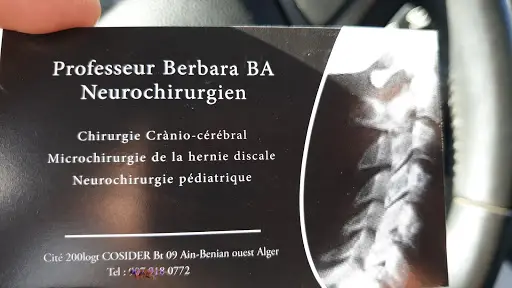 Professeur Berbara BA
Neurochirurgien
Chirurgie Crànio-cérébral
Microchirurgie de la hernie discale
Neurochirurgie pédiatrique
Cité 200logt COSIDER Bt 09 Ain-Benian ouest Alger
Tel :